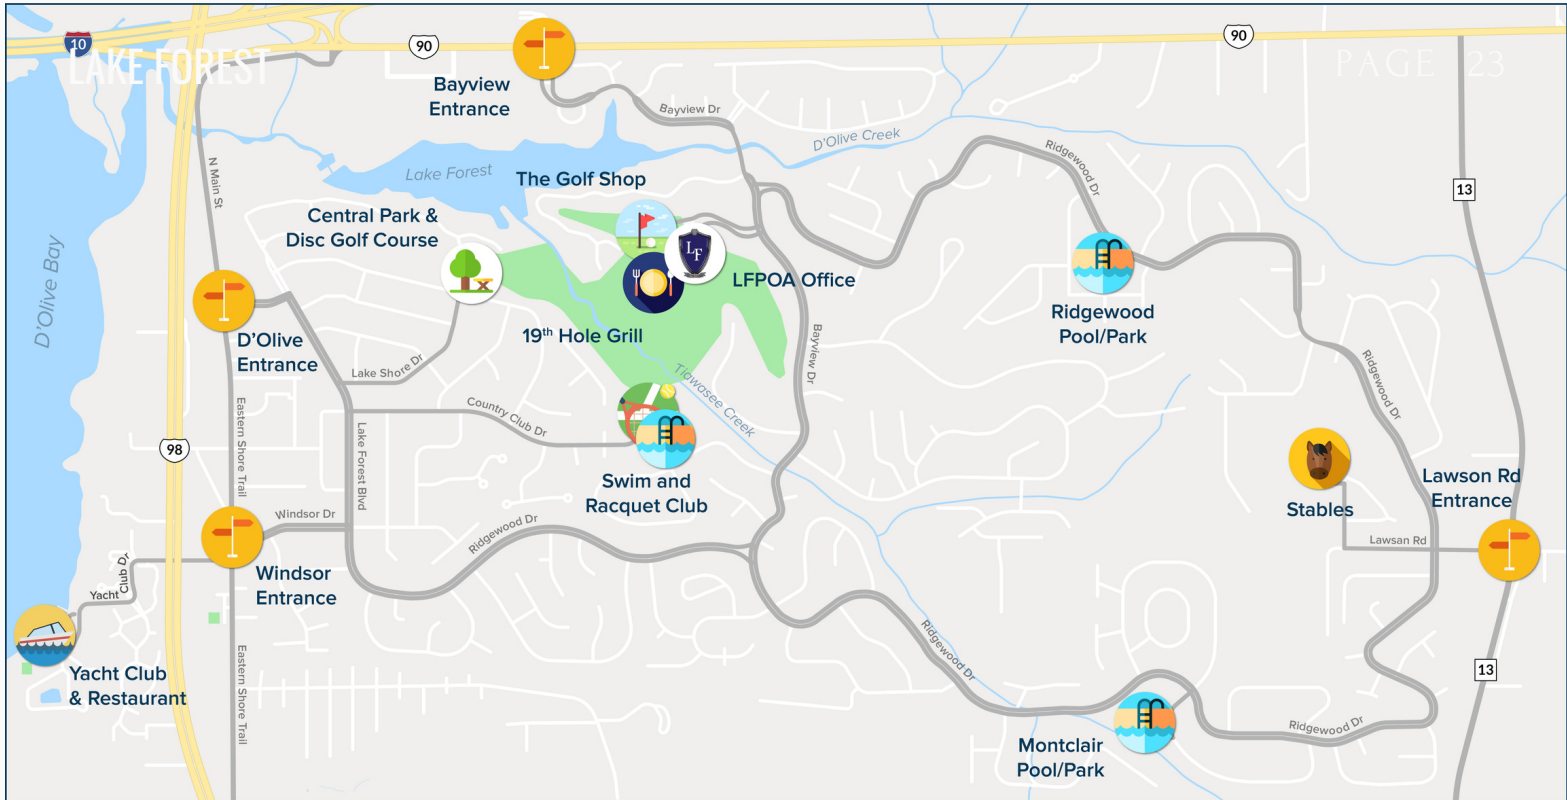 10
LAKE FOREST
90
90
PAGE 23
Bayview
Entrance
Bayview Dr
D'Olive Creek
Ridgewood Dr
N Main St
Lake Forest
The Golf Shop
13
Central Park &
Disc Golf Course
LF
D'Olive Bay
LFPOA Office
19th Hole Grill
D'Olive
Entrance
Ridgewood
Pool/Park
Lake Shore Dr
Bayview Dr
Tiawasee Creek
Ridgewood Dr
Country Club Dr
Eastern Shore Trail
Lake Forest Blvd
98
Swim and
Racquet Club
Stables
Lawson Rd
Entrance
Windsor Dr
Ridgewood Dr
Lawsan Rd
Yacht Club Dr
Windsor
Entrance
Ridgewood Dr
Eastern Shore Trail
Yacht Club
& Restaurant
13
Ridgewood Dr
Montclair
Pool/Park